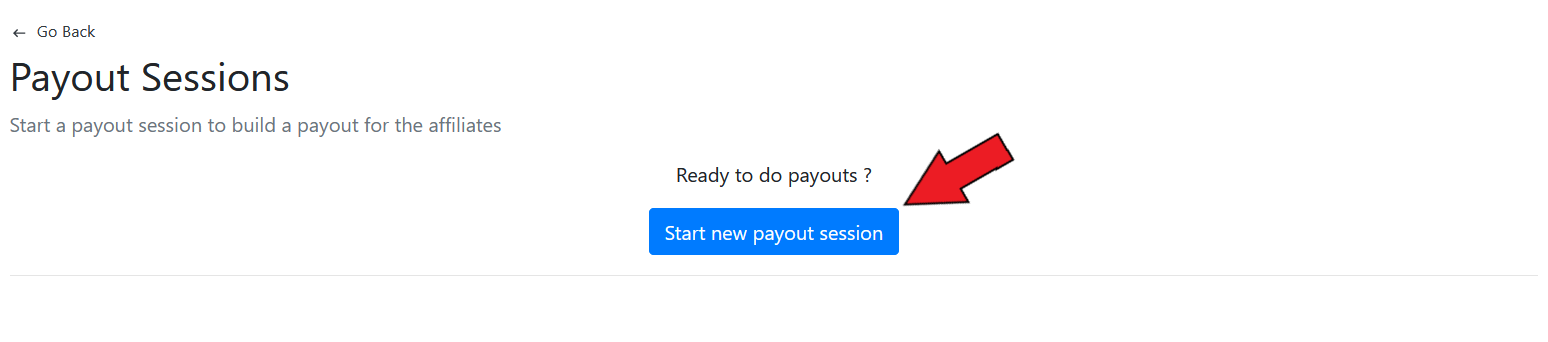 ← Go Back
Payout Sessions
Start a payout session to build a payout for the affiliates
Ready to do payouts ?
Start new payout session